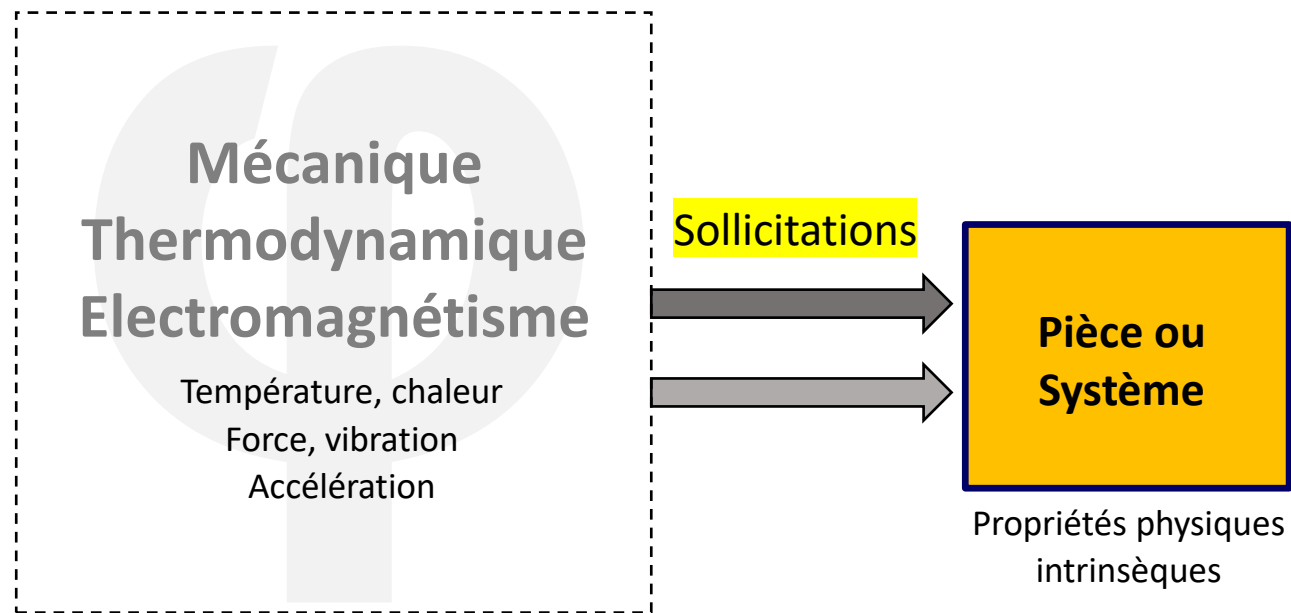 Mécanique
Thermodynamique
Electromagnétisme
Température, chaleur
Force, vibration
Accélération
Sollicitations
Pièce ou
Système
Propriétés physiques
intrinsèques